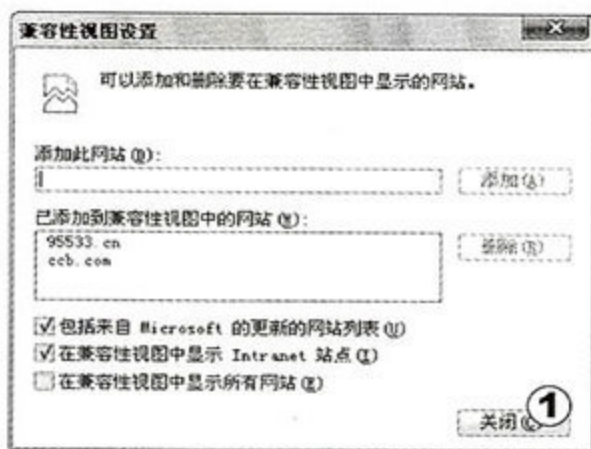 兼容性视图设置
可以添加和删除要在兼容性视图中显示的网站。
添加此网站(D):
添加(A)
已添加到兼容性视图中的网站(W):
95533.cn
ccb.com
删除(R)
包括来自 Microsoft 的更新的网站列表(U)
在兼容性视图中显示 Intranet 站点(I)
在兼容性视图中显示所有网站(E)
关闭(C)
①